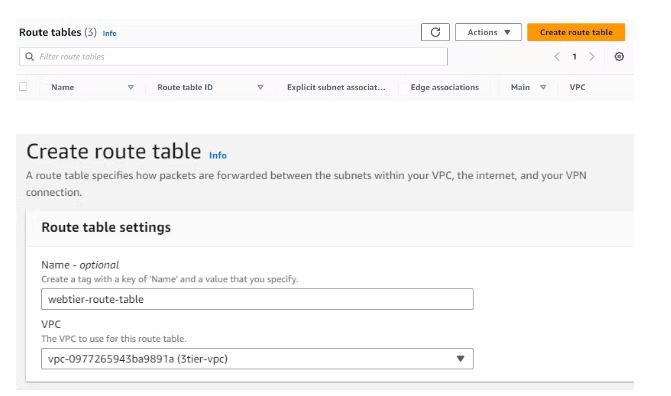 Route tables (3) Info
Actions
Create route table
Filter route tables
1
Name Route table ID Explicit subnet associat... Edge associations Main VPC
Create route table Info
A route table specifies how packets are forwarded between the subnets within your VPC, the internet, and your VPN
connection.
Route table settings
Name - optional
Create a tag with a key of 'Name' and a value that you specify.
webtier-route-table
VPC
The VPC to use for this route table.
vpc-0977265943ba9891a (3tier-vpc)